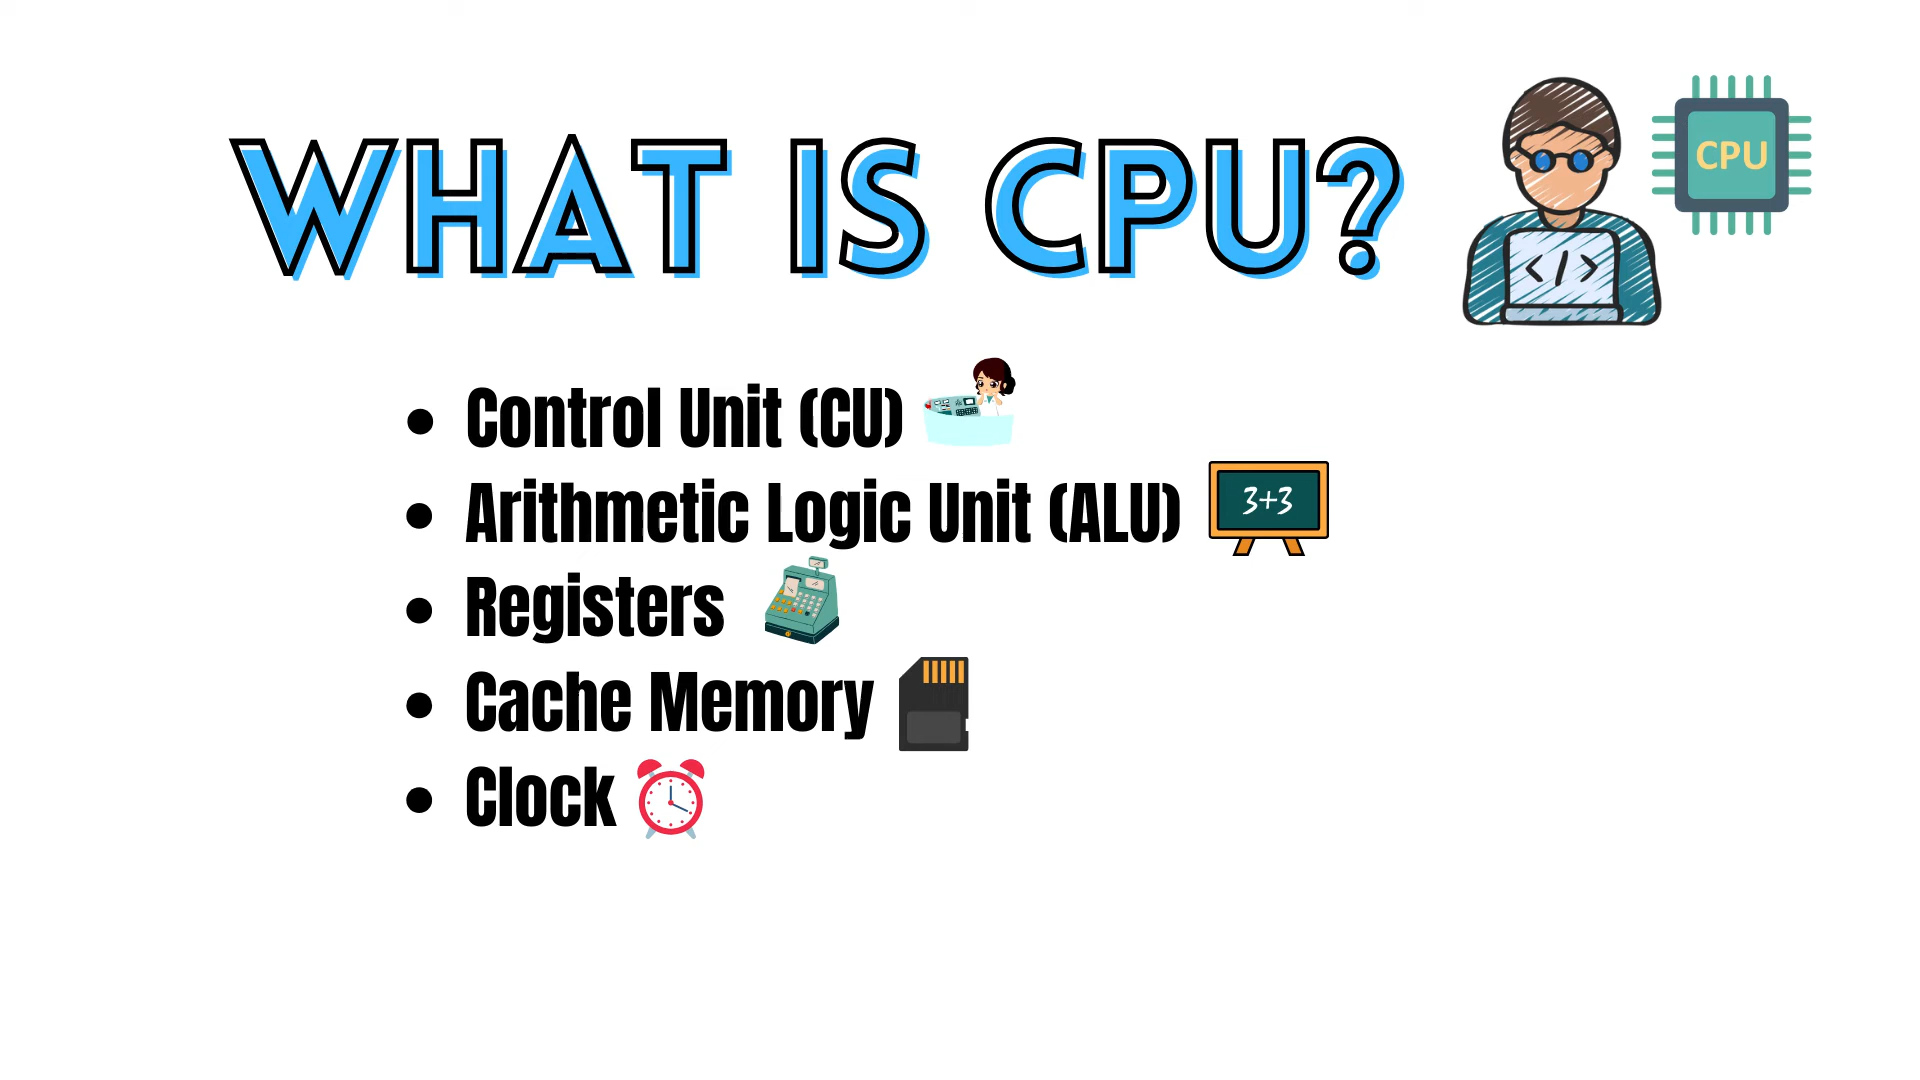 WHAT IS CPU?
CPU
</>
• Control Unit (CU)
• Arithmetic Logic Unit (ALU)
3+3
• Registers
• Cache Memory
• Clock